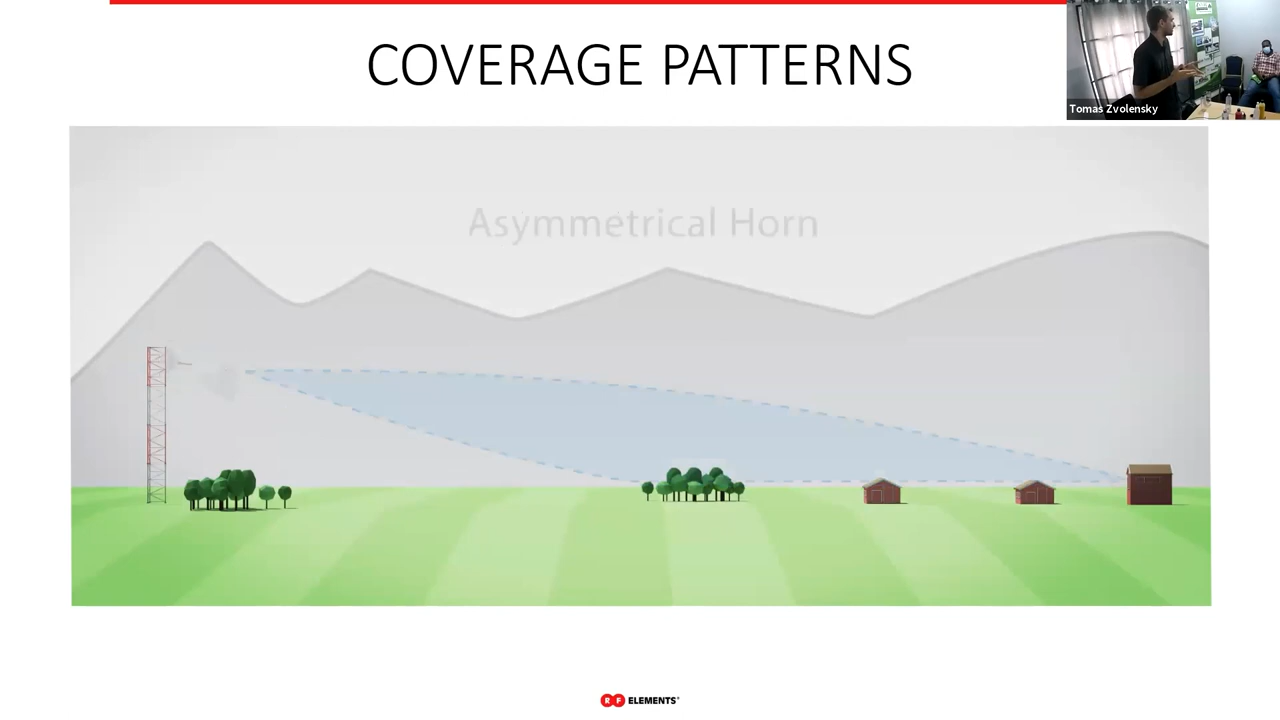 COVERAGE PATTERNS
Tomas Zvolensky
Asymmetrical Horn
RF ELEMENTS